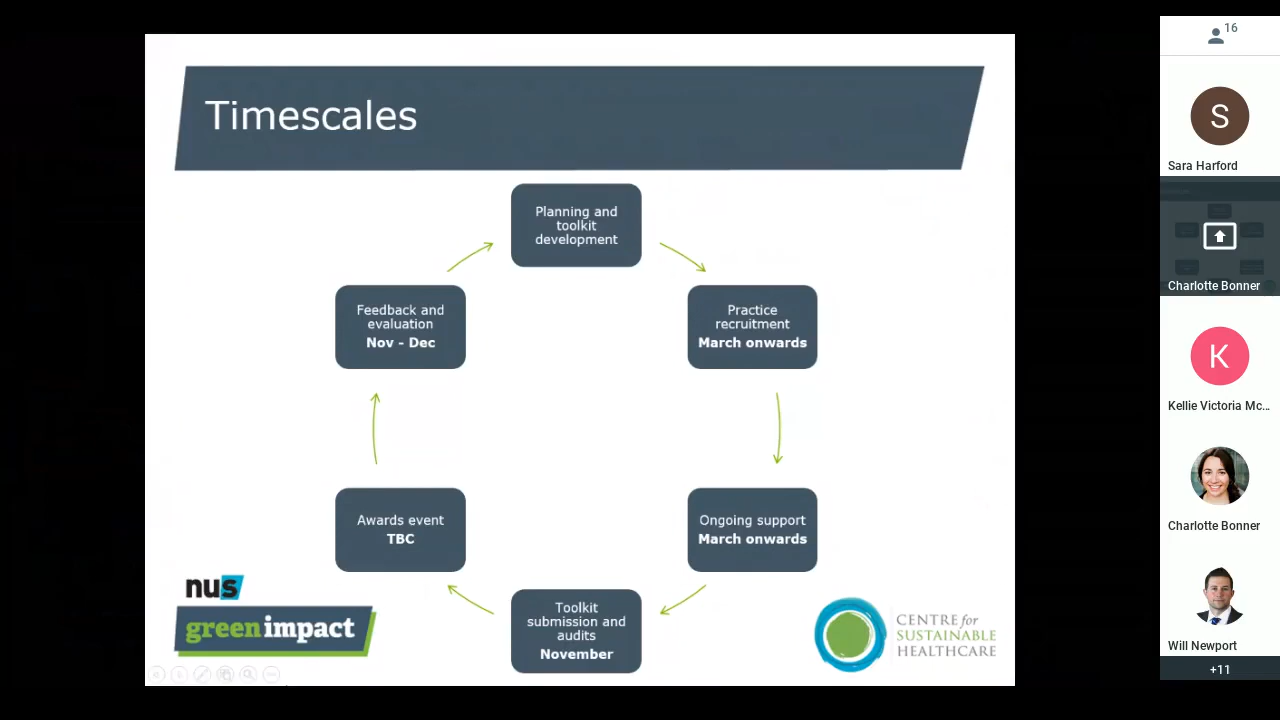 Timescales
Planning and
toolkit
development
Practice
recruitment
March onwards
Ongoing support
March onwards
Toolkit
submission and
audits
November
Awards event
TBC
Feedback and
evaluation
Nov - Dec
nus
greenimpact
CENTRE for
SUSTAINABLE
HEALTHCARE
16
S
Sara Harford
Charlotte Bonner
K
Kellie Victoria Mc...
Charlotte Bonner
Will Newport
+11